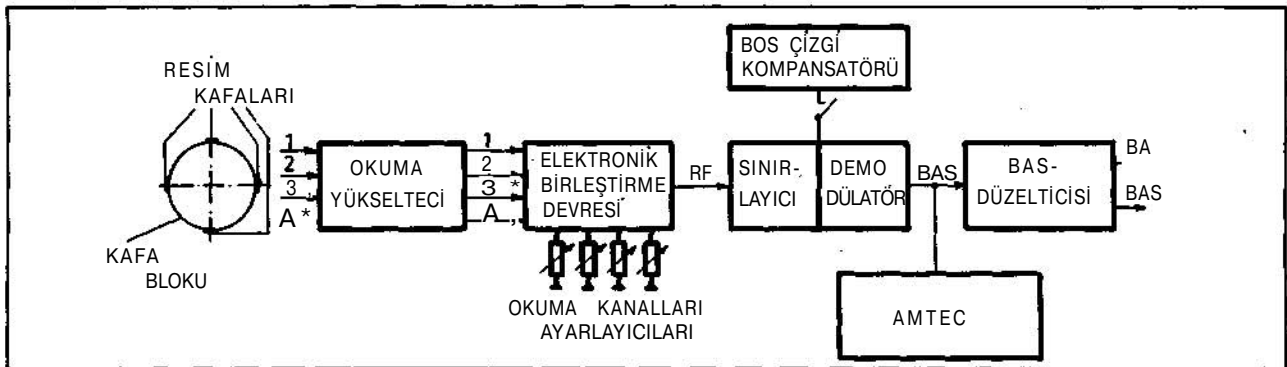 RESİM
KAFALARI
KAFA
BLOKU
1
2
3
A *
OKUMA
YÜKSELTECİ
1
2
3 *
A ,
ELEKTRONİK
BİRLEŞTİRME
DEVRESİ
OKUMA KANALLARI
AYARLAYICILARI
RF
BOS ÇİZGİ
KOMPANSATÖRÜ
SINIR-
LAYICI
DEMO
DÜLATÓR
BAS
AMTEC
BAS-
DÜZELTİCİSİ
BA
BAS